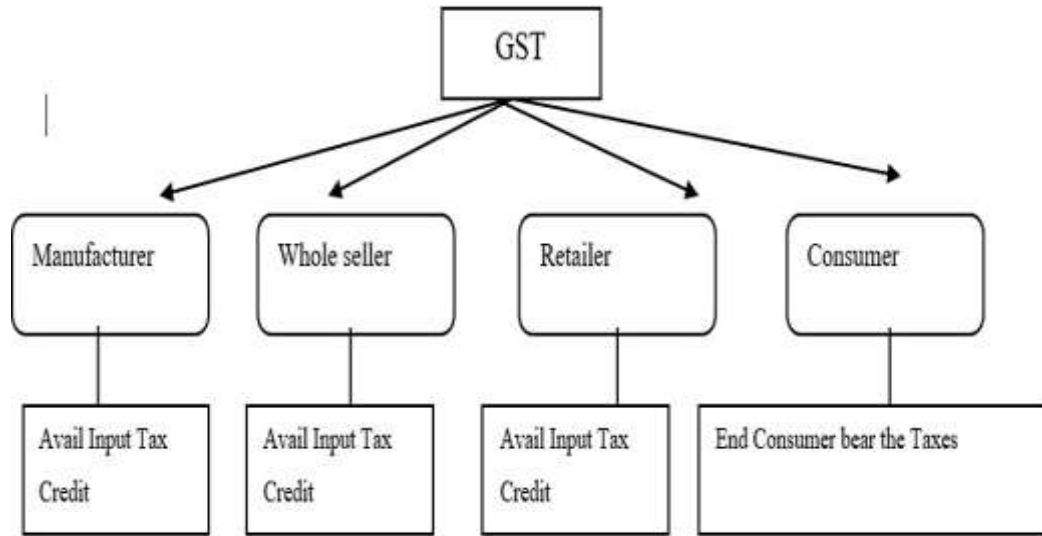 GST
Manufacturer
Whole seller
Retailer
Consumer
Avail Input Tax
Credit
Avail Input Tax
Credit
Avail Input Tax
Credit
End Consumer bear the Taxes